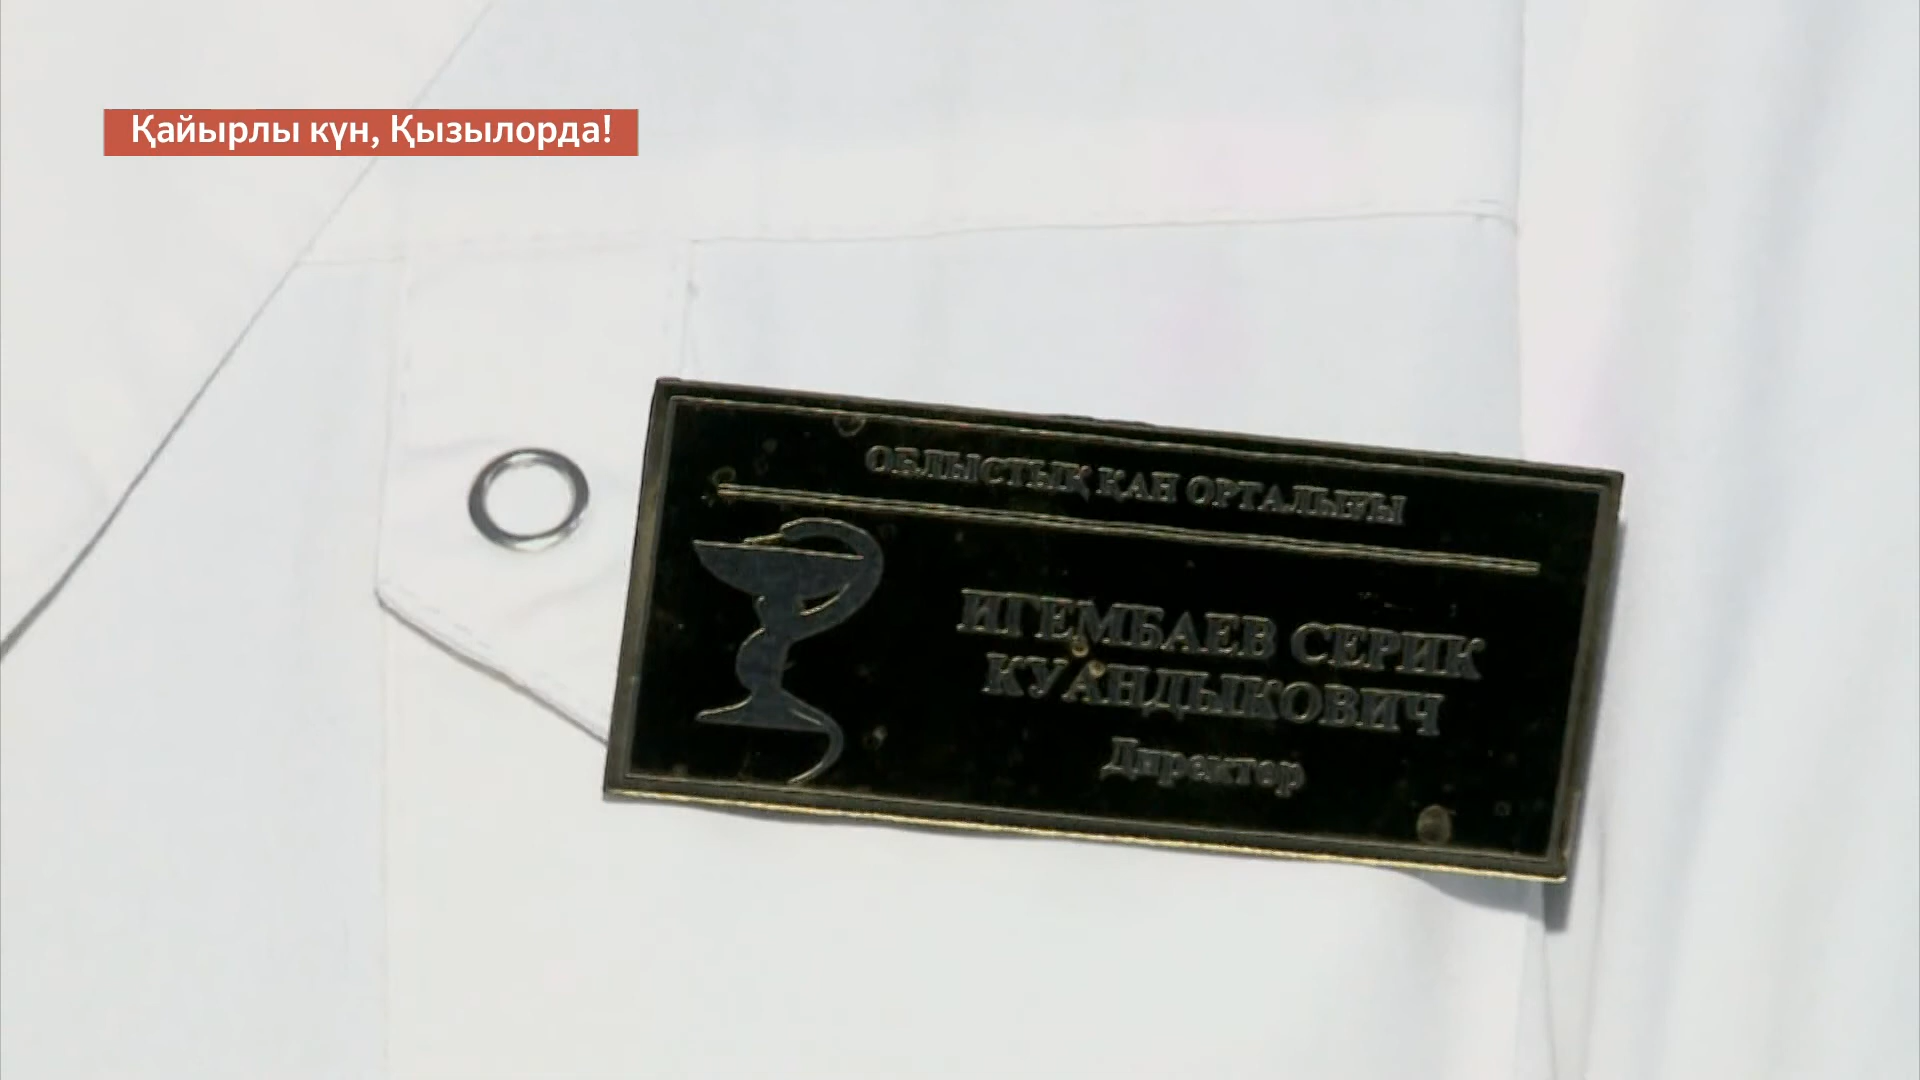 Қайырлы күн, Қызылорда!
ОБЛЫСТЫҚ ҚАН ОРТАЛЫҒЫ
ИГЕМБАЕВ СЕРИК
КУАНДЫКОВИЧ
Директор